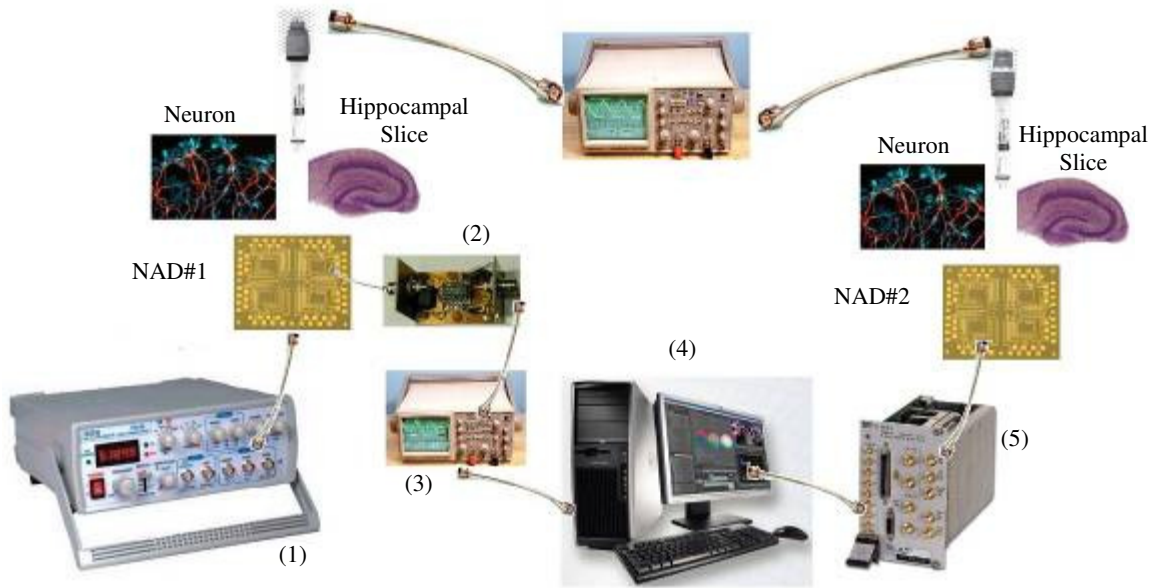 Neuron
Hippocampal
Slice
Neuron
Hippocampal
Slice
(2)
NAD#1
NAD#2
(4)
(5)
(3)
(1)